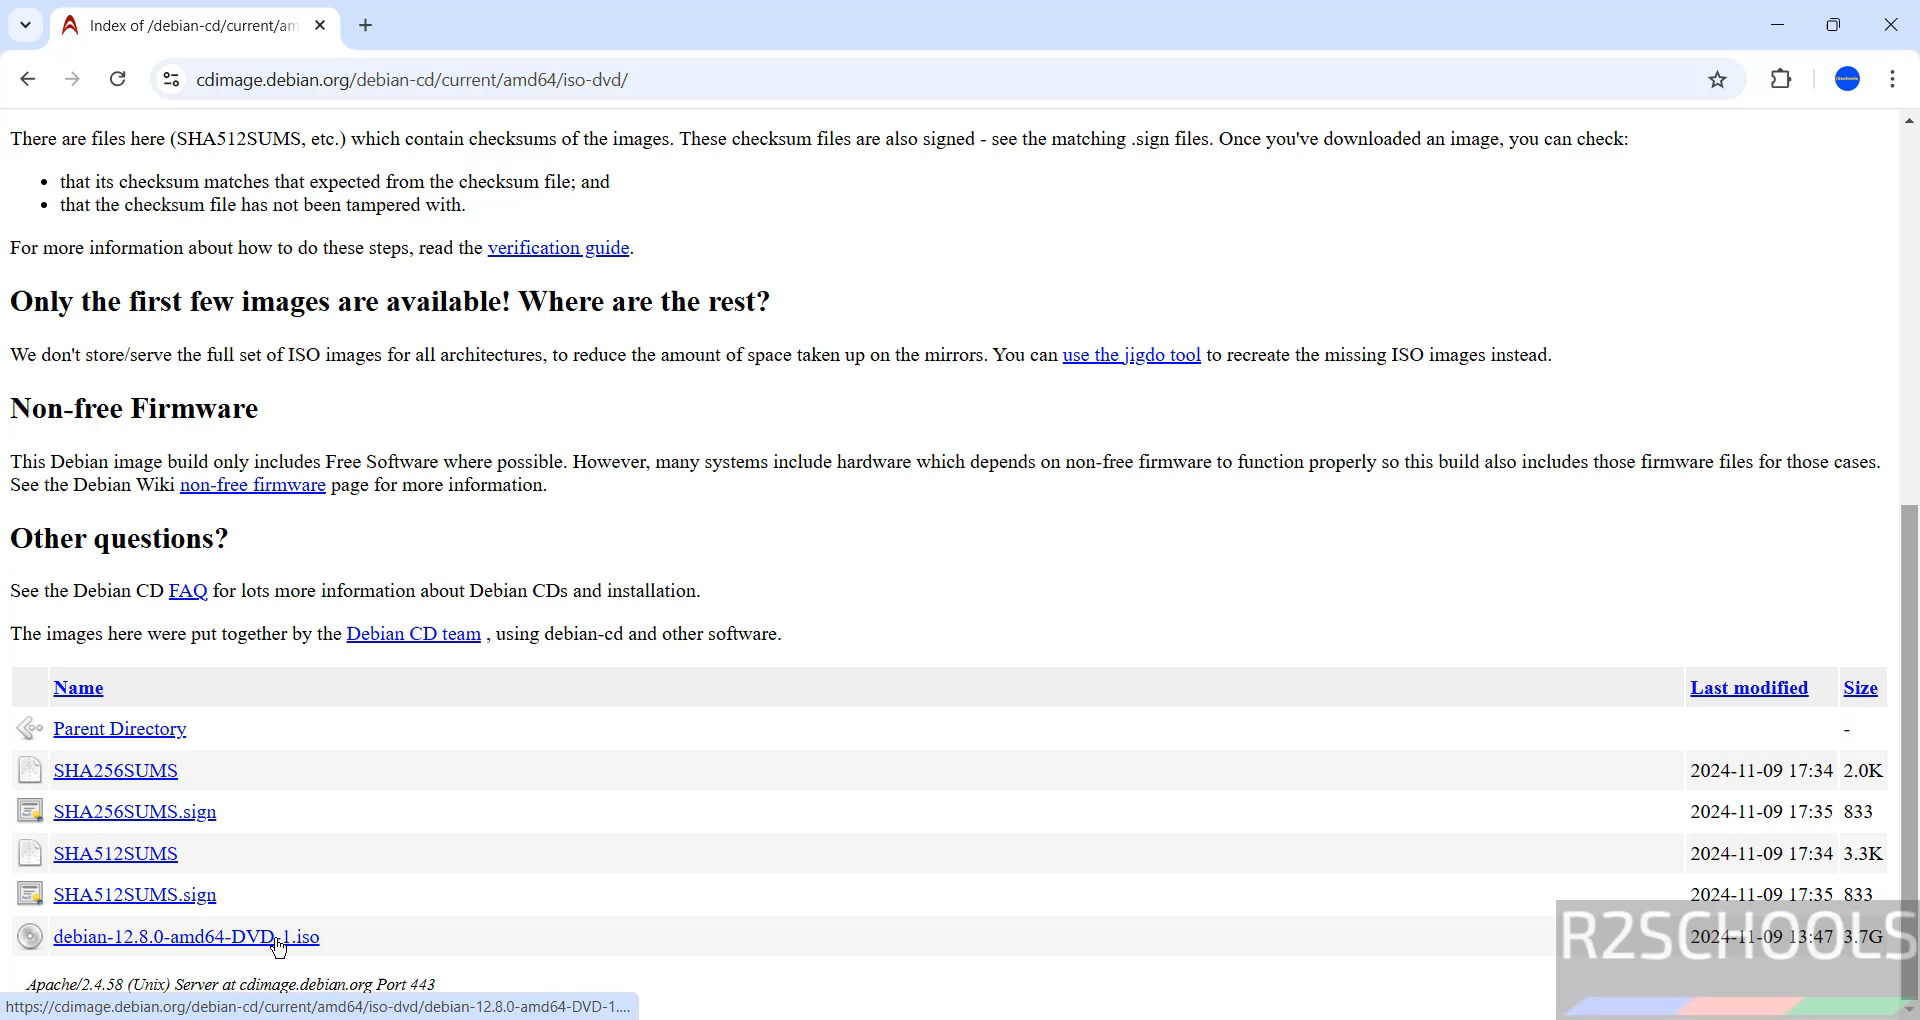 Index of /debian-cd/current/am
cdimage.debian.org/debian-cd/current/amd64/iso-dvd/
There are files here (SHA512SUMS, etc.) which contain checksums of the images. These checksum files are also signed - see the matching .sign files. Once you've downloaded an image, you can check:
• that its checksum matches that expected from the checksum file; and
• that the checksum file has not been tampered with.
For more information about how to do these steps, read the verification guide.
Only the first few images are available! Where are the rest?
We don't store/serve the full set of ISO images for all architectures, to reduce the amount of space taken up on the mirrors. You can use the jigdo tool to recreate the missing ISO images instead.
Non-free Firmware
This Debian image build only includes Free Software where possible. However, many systems include hardware which depends on non-free firmware to function properly so this build also includes those firmware files for those cases.
See the Debian Wiki non-free firmware page for more information.
Other questions?
See the Debian CD FAQ for lots more information about Debian CDs and installation.
The images here were put together by the Debian CD team , using debian-cd and other software.
Name Last modified Size
Parent Directory -
SHA256SUMS 2024-11-09 17:34 2.0K
SHA256SUMS.sign 2024-11-09 17:35 833
SHA512SUMS 2024-11-09 17:34 3.3K
SHA512SUMS.sign 2024-11-09 17:35 833
debian-12.8.0-amd64-DVD-1.iso 2024-11-09 13:47 3.7G
R2SCHOOLS
Apache/2.4.58 (Unix) Server at cdimage.debian.org Port 443
https://cdimage.debian.org/debian-cd/current/amd64/iso-dvd/debian-12.8.0-amd64-DVD-1....